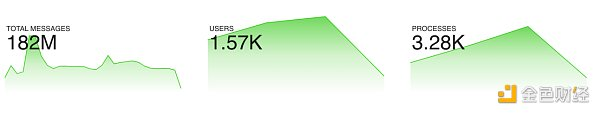 TOTAL MESSAGES
182M
USERS
1.57K
PROCESSES
3.28K
金色财经